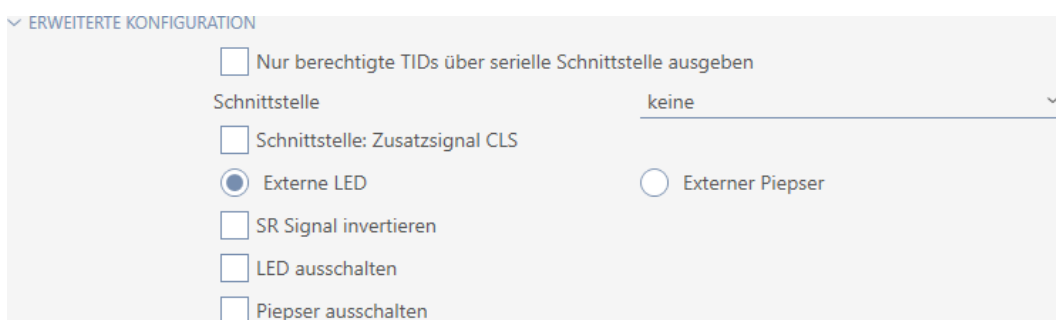 ERWEITERTE KONFIGURATION
Nur berechtigte TIDs über serielle Schnittstelle ausgeben
Schnittstelle keine
Schnittstelle: Zusatzsignal CLS
Externe LED Externer Piepser
SR Signal invertieren
LED ausschalten
Piepser ausschalten